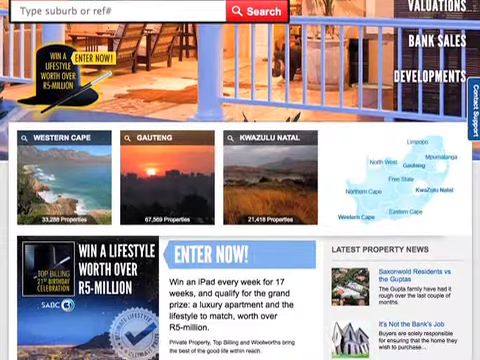 Type suburb or ref#
Search
VALUATIONS
BANK SALES
DEVELOPMENTS
Contact Support
WIN A
LIFESTYLE
WORTH OVER
R5-MILLION
ENTER NOW!
WESTERN CAPE
33,288 Properties
GAUTENG
67,569 Properties
KWAZULU NATAL
21,416 Properties
Limpopo
Mpumalanga
North West
Gauteng
Free State
Northern Cape
KwaZulu Natal
Eastern Cape
Western Cape
TOP BILLING
21ST BIRTHDAY
CELEBRATION
SABC 3
WIN A LIFESTYLE
WORTH OVER
R5-MILLION
ENTER NOW!
Win an iPad every week for 17
weeks, and qualify for the grand
prize: a luxury apartment and the
lifestyle to match, worth over
R5-million.
Private Property, Top Billing and Woolworths bring
the best of the good life within reach.
LATEST PROPERTY NEWS
Saxonwold Residents vs
the Guptas
The Gupta family have had it
rough over the last couple of
months.
It's Not the Bank's Job
Buyers are solely responsible
for ensuring that the home they
wish to purchase...